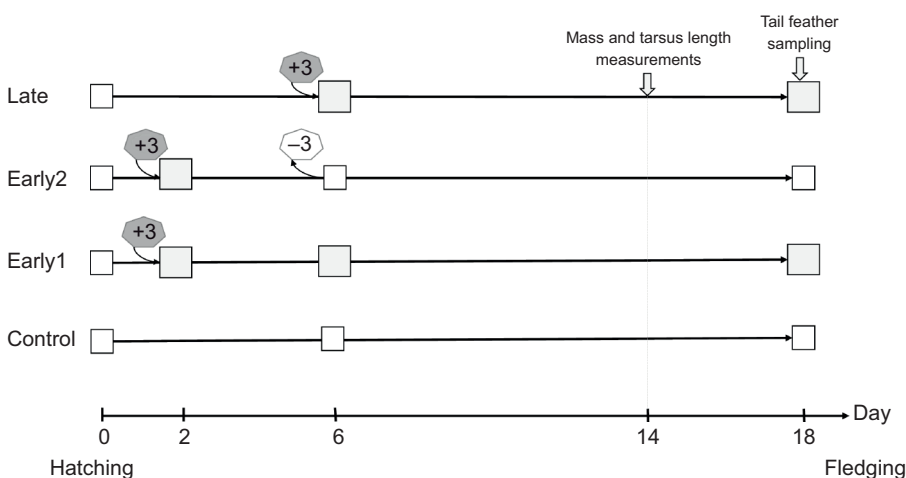 Tail feather
sampling
Mass and tarsus length
measurements
Late
+3
Early2
+3
–3
Early1
+3
Control
Day
0 2 6 14 18
Hatching Fledging